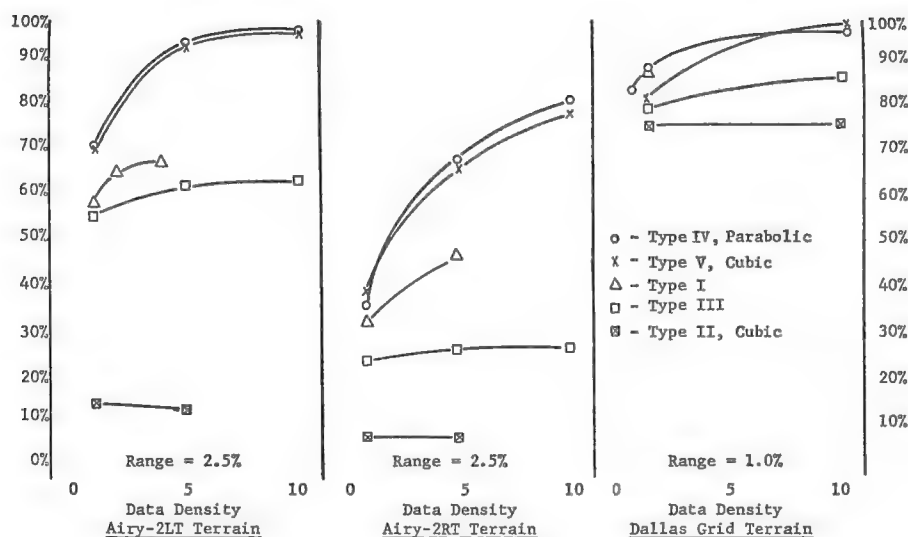 100%
90%
80%
70%
60%
50%
40%
30%
20%
10%
0%
Range = 2.5%
0 5 10
Data Density
Airy-2LT Terrain
Range = 2.5%
0 5 10
Data Density
Airy-2RT Terrain
100%
90%
80%
70%
60%
50%
40%
30%
20%
10%
o - Type IV, Parabolic
x - Type V, Cubic
△ - Type I
□ - Type III
⊠ - Type II, Cubic
Range = 1.0%
0 5 10
Data Density
Dallas Grid Terrain